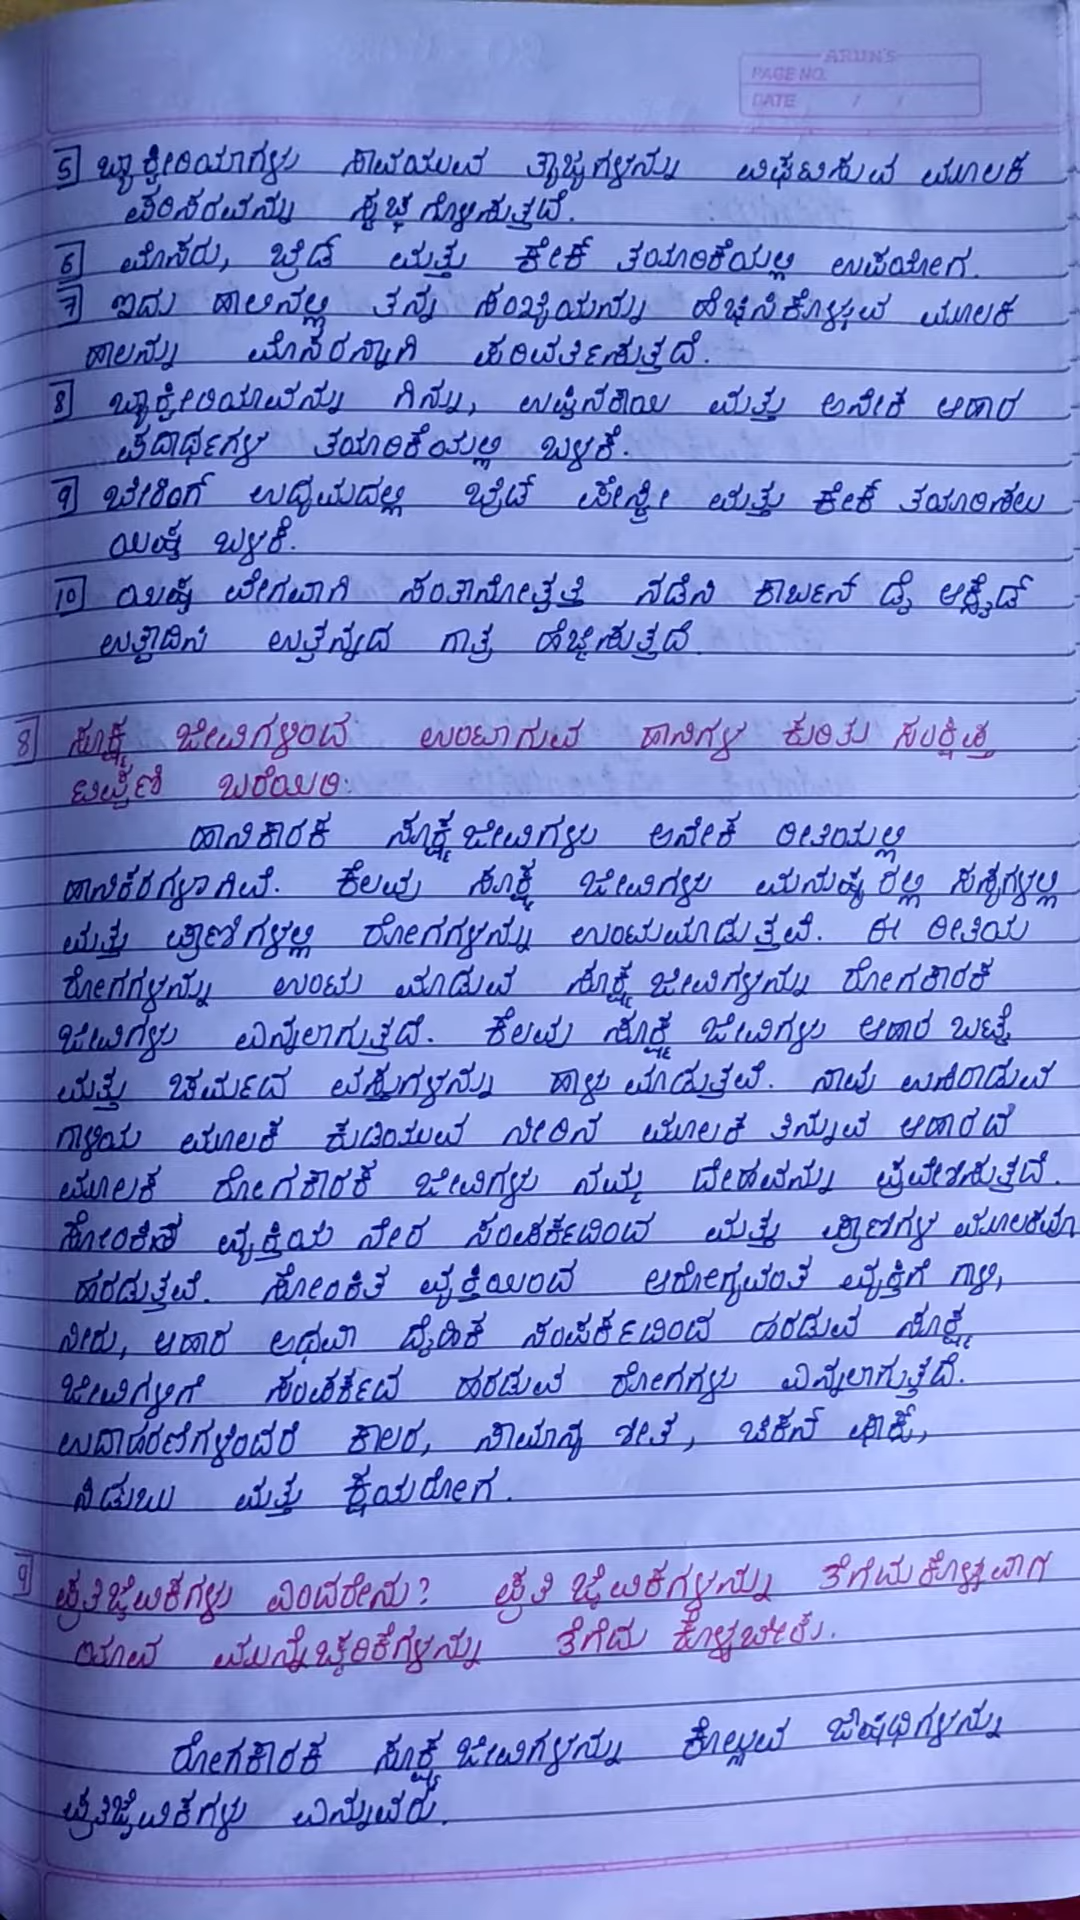 ARUN'S
PAGE NO.
DATE / /
5] ಬ್ಯಾಕ್ಟೀರಿಯಾಗಳು ಸಾವಯುವ ತ್ಯಾಜ್ಯಗಳನ್ನು ವಿಘಟಿಸುವ ಮೂಲಕ
ಪರಿಸರವನ್ನು ಸ್ವಚ್ಛಗೊಳಿಸುತ್ತವೆ.
6] ಮೊಸರು, ಬ್ರೆಡ್ ಮತ್ತು ಕೇಕ್ ತಯಾರಿಕೆಯಲ್ಲಿ ಉಪಯೋಗ.
7] ಇದು ಹಾಲಿನಲ್ಲಿ ತನ್ನ ಸಂಖ್ಯೆಯನ್ನು ಹೆಚ್ಚಿಸಿಕೊಳ್ಳುವ ಮೂಲಕ
ಹಾಲನ್ನು ಮೊಸರನ್ನಾಗಿ ಪರಿವರ್ತಿಸುತ್ತದೆ.
8] ಬ್ಯಾಕ್ಟೀರಿಯಾವನ್ನು ಗಿನ್ನು, ಉಪ್ಪಿನಕಾಯಿ ಮತ್ತು ಅನೇಕ ಆಹಾರ
ಪದಾರ್ಥಗಳ ತಯಾರಿಕೆಯಲ್ಲಿ ಬಳಕೆ.
9] ಬೇಕಿಂಗ್ ಉದ್ಯಮದಲ್ಲಿ ಬ್ರೆಡ್ ಪೇಸ್ಟ್ರೀ ಮತ್ತು ಕೇಕ್ ತಯಾರಿಸಲು
ಯಿಸ್ಟ್ ಬಳಕೆ.
10] ಯಿಸ್ಟ್ ವೇಗವಾಗಿ ಸಂತಾನೋತ್ಪತ್ತಿ ನಡೆಸಿ ಕಾರ್ಬನ್ ಡೈ ಆಕ್ಸೈಡ್
ಉತ್ಪಾದಿಸಿ ಉತ್ಪನ್ನದ ಗಾತ್ರ ಹೆಚ್ಚಿಸುತ್ತದೆ.
8] ಸೂಕ್ಷ್ಮ ಜೀವಿಗಳಿಂದ ಉಂಟಾಗುವ ಹಾನಿಗಳ ಕುರಿತು ಸಂಕ್ಷಿಪ್ತ
ಟಿಪ್ಪಣಿ ಬರೆಯಿರಿ.
ಹಾನಿಕಾರಕ ಸೂಕ್ಷ್ಮಜೀವಿಗಳು ಅನೇಕ ರೀತಿಯಲ್ಲಿ
ಹಾನಿಕರಗಳಾಗಿವೆ. ಕೆಲವು ಸೂಕ್ಷ್ಮ ಜೀವಿಗಳು ಮನುಷ್ಯರಲ್ಲಿ ಸಸ್ಯಗಳಲ್ಲಿ
ಮತ್ತು ಪ್ರಾಣಿಗಳಲ್ಲಿ ರೋಗಗಳನ್ನು ಉಂಟುಮಾಡುತ್ತವೆ. ಈ ರೀತಿಯ
ರೋಗಗಳನ್ನು ಉಂಟು ಮಾಡುವ ಸೂಕ್ಷ್ಮಜೀವಿಗಳನ್ನು ರೋಗಕಾರಕ
ಜೀವಿಗಳು ಎನ್ನಲಾಗುತ್ತದೆ. ಕೆಲವು ಸೂಕ್ಷ್ಮ ಜೀವಿಗಳು ಆಹಾರ ಬಟ್ಟೆ
ಮತ್ತು ಚರ್ಮದ ವಸ್ತುಗಳನ್ನು ಹಾಳು ಮಾಡುತ್ತವೆ. ನಾವು ಉಸಿರಾಡುವ
ಗಾಳಿಯ ಮೂಲಕ ಕುಡಿಯುವ ನೀರಿನ ಮೂಲಕ ತಿನ್ನುವ ಆಹಾರದ
ಮೂಲಕ ರೋಗಕಾರಕ ಜೀವಿಗಳು ನಮ್ಮ ದೇಹವನ್ನು ಪ್ರವೇಶಿಸುತ್ತವೆ.
ಸೋಂಕಿತ ವ್ಯಕ್ತಿಯ ನೇರ ಸಂಪರ್ಕದಿಂದ ಮತ್ತು ಪ್ರಾಣಿಗಳ ಮೂಲಕವೂ
ಹರಡುತ್ತವೆ. ಸೋಂಕಿತ ವ್ಯಕ್ತಿಯಿಂದ ಆರೋಗ್ಯವಂತ ವ್ಯಕ್ತಿಗೆ ಗಾಳಿ,
ನೀರು, ಆಹಾರ ಅಥವಾ ದೈಹಿಕ ಸಂಪರ್ಕದಿಂದ ಹರಡುವ ಸೂಕ್ಷ್ಮ
ಜೀವಿಗಳಿಗೆ ಸಂಪರ್ಕದ ಹರಡುವ ರೋಗಗಳು ಎನ್ನಲಾಗುತ್ತದೆ.
ಉದಾಹರಣೆಗಳೆಂದರೆ ಕಾಲರ, ಸಾಮಾನ್ಯ ಶೀತ, ಚಿಕನ್ ಫಾಕ್ಸ್,
ಸಿಡುಬು ಮತ್ತು ಕ್ಷಯರೋಗ.
9] ಪ್ರತಿಜೈವಿಕಗಳು ಎಂದರೇನು? ಪ್ರತಿ ಜೈವಿಕಗಳನ್ನು ತೆಗೆದುಕೊಳ್ಳುವಾಗ
ಯಾವ ಮುನ್ನೆಚ್ಚರಿಕೆಗಳನ್ನು ತೆಗೆದು ಕೊಳ್ಳಬೇಕು.
ರೋಗಕಾರಕ ಸೂಕ್ಷ್ಮಜೀವಿಗಳನ್ನು ಕೊಲ್ಲುವ ಔಷಧಿಗಳನ್ನು
ಪ್ರತಿಜೈವಿಕಗಳು ಎನ್ನುವರು.